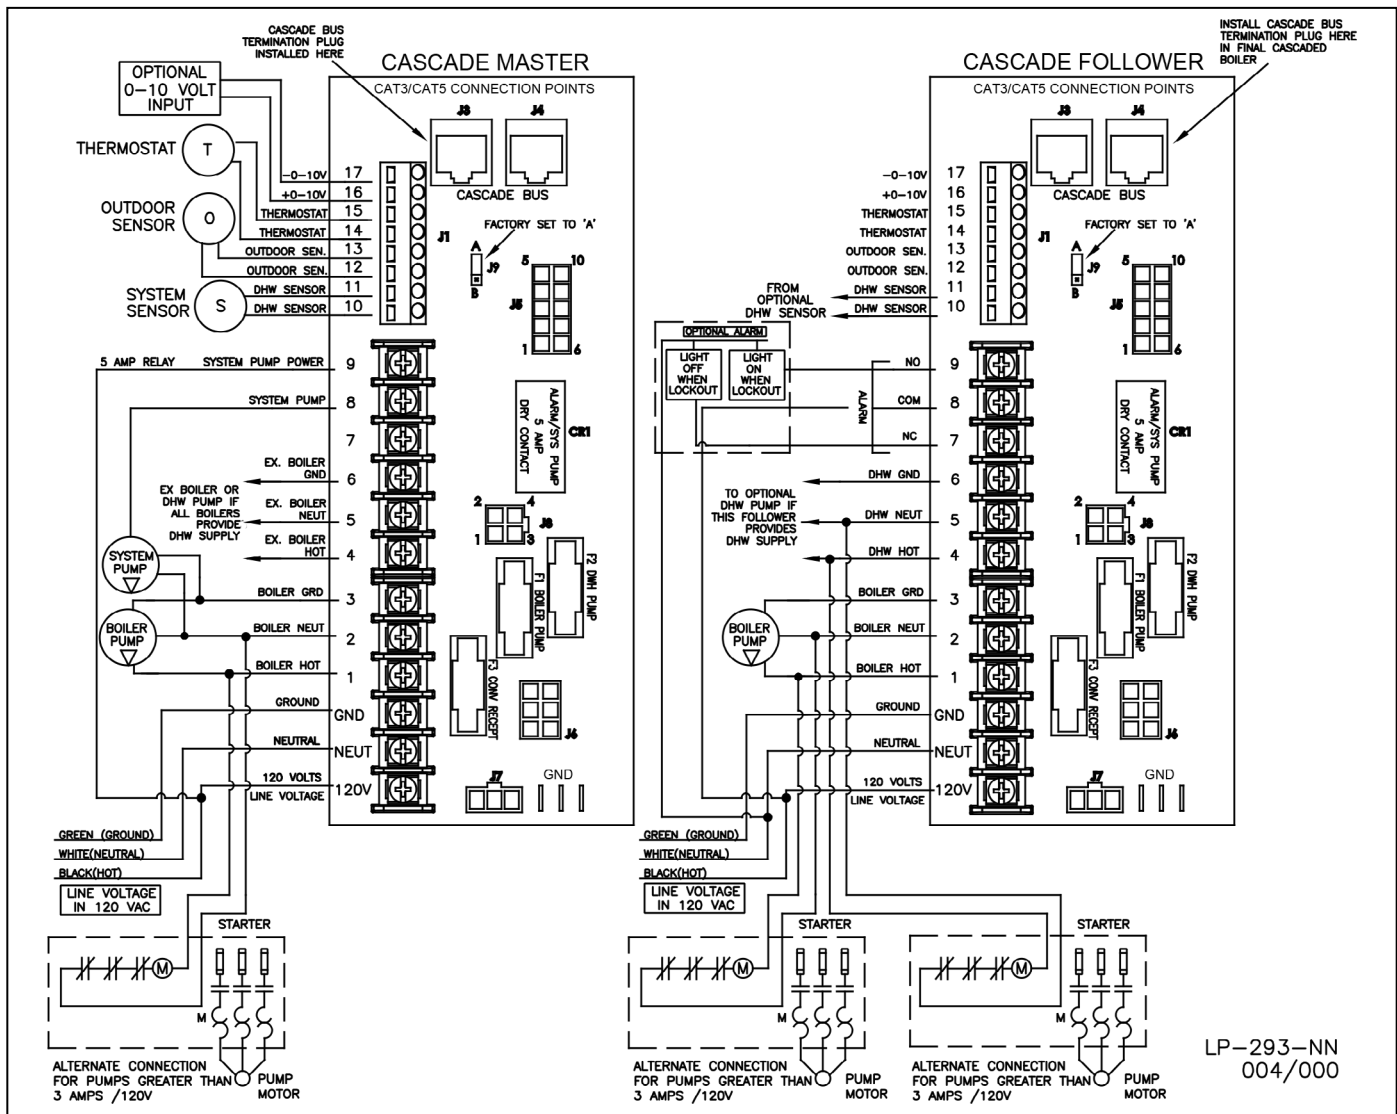 CASCADE BUS
TERMINATION PLUG
INSTALLED HERE
INSTALL CASCADE BUS
TERMINATION PLUG HERE
IN FINAL CASCADED
BOILER
CASCADE MASTER
CAT3/CAT5 CONNECTION POINTS
J3
J4
CASCADE BUS
OPTIONAL
0-10 VOLT
INPUT
THERMOSTAT
T
OUTDOOR
SENSOR
O
SYSTEM
SENSOR
S
-0-10V 17
+0-10V 16
THERMOSTAT 15
THERMOSTAT 14
OUTDOOR SEN. 13
OUTDOOR SEN. 12
DHW SENSOR 11
DHW SENSOR 10
J1
FACTORY SET TO 'A'
A
J9
B
5 10
J5
1 6
5 AMP RELAY SYSTEM PUMP POWER 9
SYSTEM PUMP 8
7
EX. BOILER
GND 6
EX. BOILER
NEUT 5
EX. BOILER
HOT 4
EX BOILER OR
DHW PUMP IF
ALL BOILERS
PROVIDE
DHW SUPPLY
ALARM/SYS PUMP
5 AMP
DRY CONTACT
CR1
2 4
J8
1 3
SYSTEM
PUMP
BOILER
PUMP
BOILER GRD 3
BOILER NEUT 2
BOILER HOT 1
GROUND GND
NEUTRAL NEUT
120 VOLTS 120V
LINE VOLTAGE
F2 DWH PUMP
F1 BOILER PUMP
F3 CONV RECEPT
J6
J7
GND
GREEN (GROUND)
WHITE(NEUTRAL)
BLACK(HOT)
LINE VOLTAGE
IN 120 VAC
STARTER
M
M
ALTERNATE CONNECTION
FOR PUMPS GREATER THAN
3 AMPS /120V
PUMP
MOTOR
CASCADE FOLLOWER
CAT3/CAT5 CONNECTION POINTS
J3
J4
CASCADE BUS
-0-10V 17
+0-10V 16
THERMOSTAT 15
THERMOSTAT 14
OUTDOOR SEN. 13
OUTDOOR SEN. 12
DHW SENSOR 11
DHW SENSOR 10
FROM
OPTIONAL
DHW SENSOR
J1
FACTORY SET TO 'A'
A
J9
B
5 10
J5
1 6
OPTIONAL ALARM
LIGHT
OFF
WHEN
LOCKOUT
LIGHT
ON
WHEN
LOCKOUT
ALARM
NO 9
COM 8
NC 7
DHW GND 6
DHW NEUT 5
DHW HOT 4
TO OPTIONAL
DHW PUMP IF
THIS FOLLOWER
PROVIDES
DHW SUPPLY
ALARM/SYS PUMP
5 AMP
DRY CONTACT
CR1
2 4
J8
1 3
BOILER
PUMP
BOILER GRD 3
BOILER NEUT 2
BOILER HOT 1
GROUND GND
NEUTRAL NEUT
120 VOLTS 120V
LINE VOLTAGE
F2 DWH PUMP
F1 BOILER PUMP
F3 CONV RECEPT
J6
J7
GND
GREEN (GROUND)
WHITE(NEUTRAL)
BLACK(HOT)
LINE VOLTAGE
IN 120 VAC
STARTER
M
M
ALTERNATE CONNECTION
FOR PUMPS GREATER THAN
3 AMPS /120V
PUMP
MOTOR
STARTER
M
M
ALTERNATE CONNECTION
FOR PUMPS GREATER THAN
3 AMPS /120V
PUMP
MOTOR
LP-293-NN
004/000